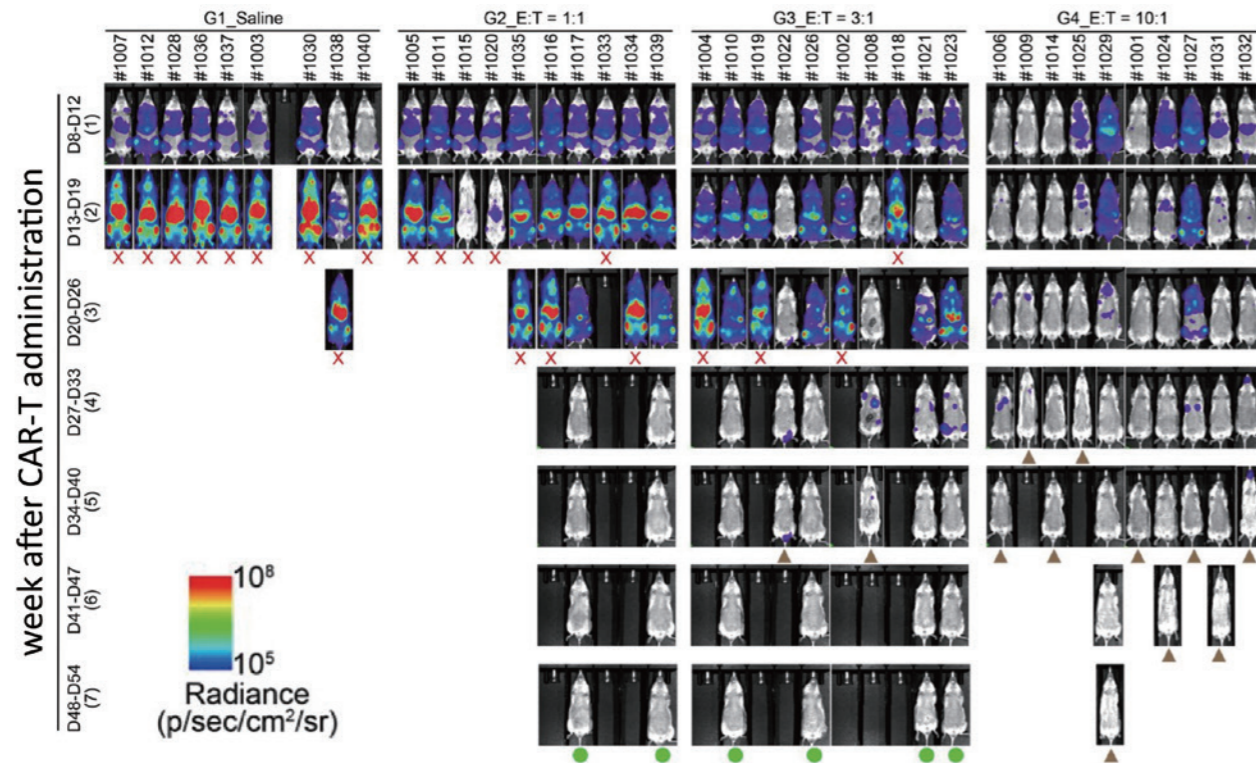 G1_Saline G2_E:T = 1:1 G3_E:T = 3:1 G4_E:T = 10:1
#1007 #1012 #1028 #1036 #1037 #1003 #1030 #1038 #1040 #1005 #1011 #1015 #1020 #1035 #1016 #1017 #1033 #1034 #1039 #1004 #1010 #1019 #1022 #1026 #1002 #1008 #1018 #1021 #1023 #1006 #1009 #1014 #1025 #1029 #1001 #1024 #1027 #1031 #1032
week after CAR-T administration
D8-D12
(1)
D13-D19
(2)
D20-D26
(3)
D27-D33
(4)
D34-D40
(5)
D41-D47
(6)
D48-D54
(7)
10⁸
10⁵
Radiance
(p/sec/cm²/sr)